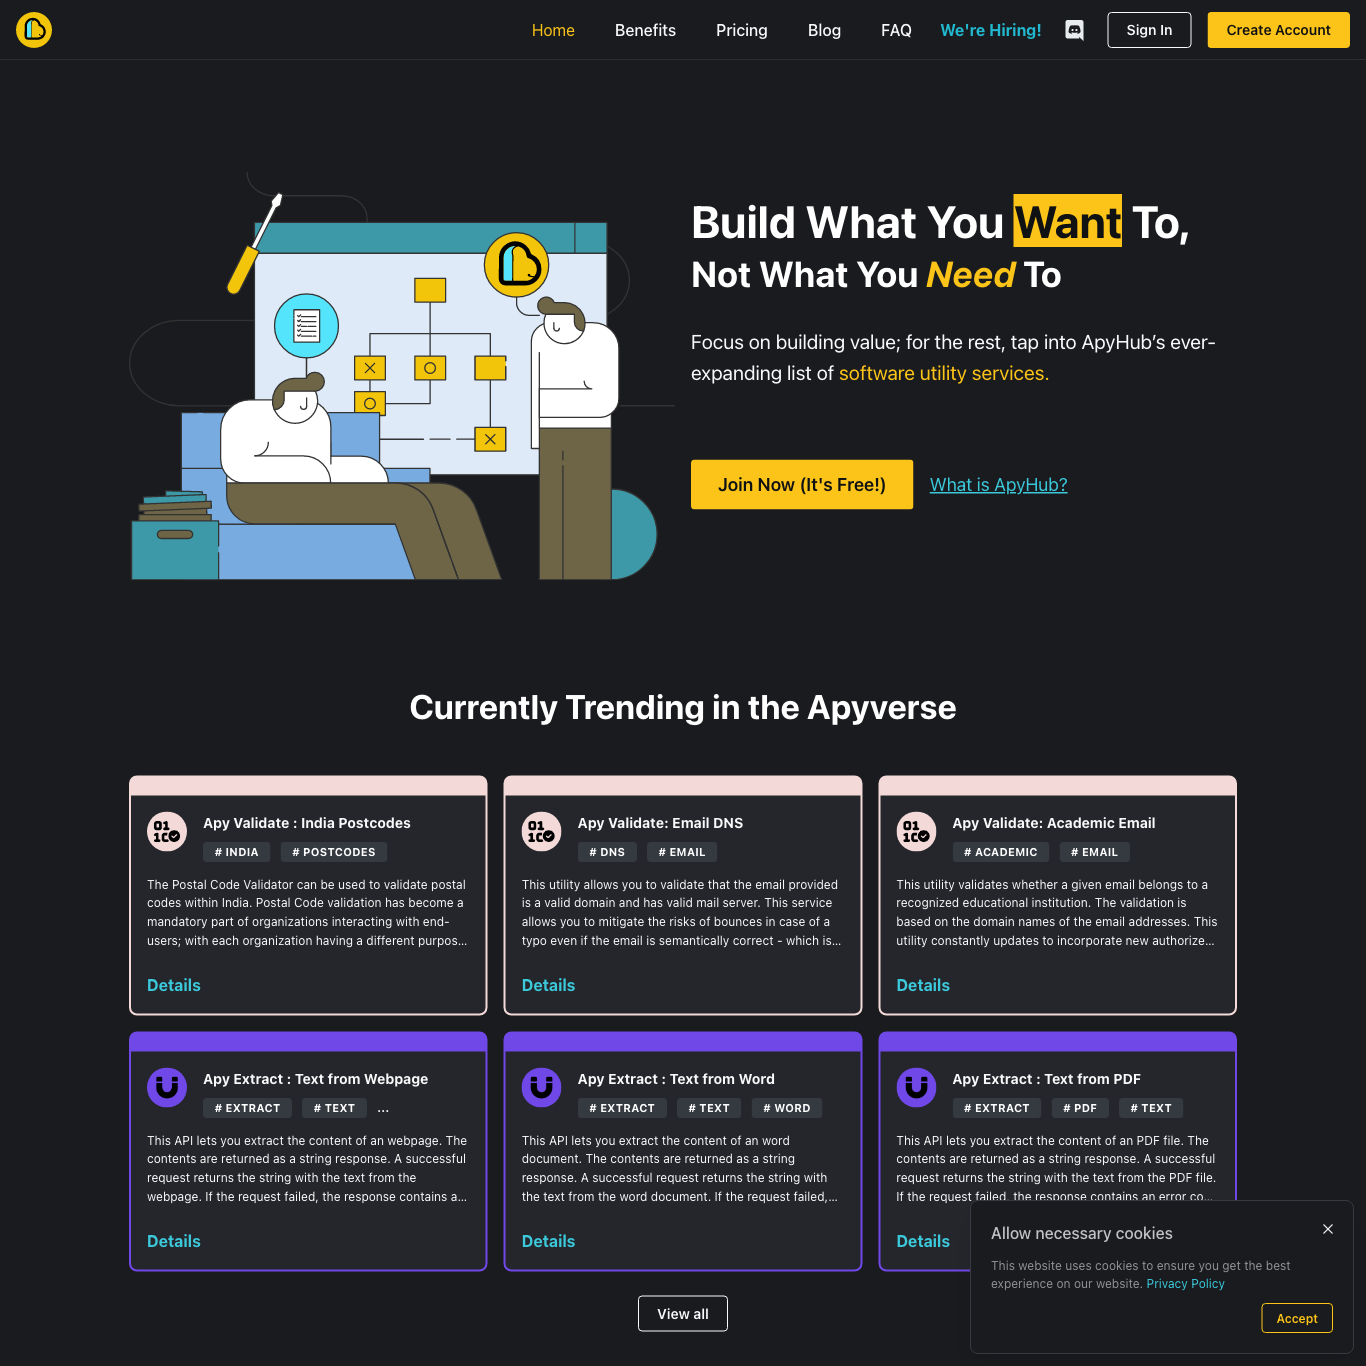 Home Benefits Pricing Blog FAQ We're Hiring! Sign In Create Account
Build What You Want To,
Not What You Need To
Focus on building value; for the rest, tap into ApyHub's ever-
expanding list of software utility services.
Join Now (It's Free!) What is ApyHub?
Currently Trending in the Apyverse
Apy Validate : India Postcodes
# INDIA # POSTCODES
The Postal Code Validator can be used to validate postal
codes within India. Postal Code validation has become a
mandatory part of organizations interacting with end-
users; with each organization having a different purpos...
Details
Apy Validate: Email DNS
# DNS # EMAIL
This utility allows you to validate that the email provided
is a valid domain and has valid mail server. This service
allows you to mitigate the risks of bounces in case of a
typo even if the email is semantically correct - which is...
Details
Apy Validate: Academic Email
# ACADEMIC # EMAIL
This utility validates whether a given email belongs to a
recognized educational institution. The validation is
based on the domain names of the email addresses. This
utility constantly updates to incorporate new authorize...
Details
Apy Extract : Text from Webpage
# EXTRACT # TEXT ...
This API lets you extract the content of an webpage. The
contents are returned as a string response. A successful
request returns the string with the text from the
webpage. If the request failed, the response contains a...
Details
Apy Extract : Text from Word
# EXTRACT # TEXT # WORD
This API lets you extract the content of an word
document. The contents are returned as a string
response. A successful request returns the string with
the text from the word document. If the request failed,...
Details
Apy Extract : Text from PDF
# EXTRACT # PDF # TEXT
This API lets you extract the content of an PDF file. The
contents are returned as a string response. A successful
request returns the string with the text from the PDF file.
If the request failed, the response contains an error co...
Details
View all
Allow necessary cookies
This website uses cookies to ensure you get the best
experience on our website. Privacy Policy
Accept